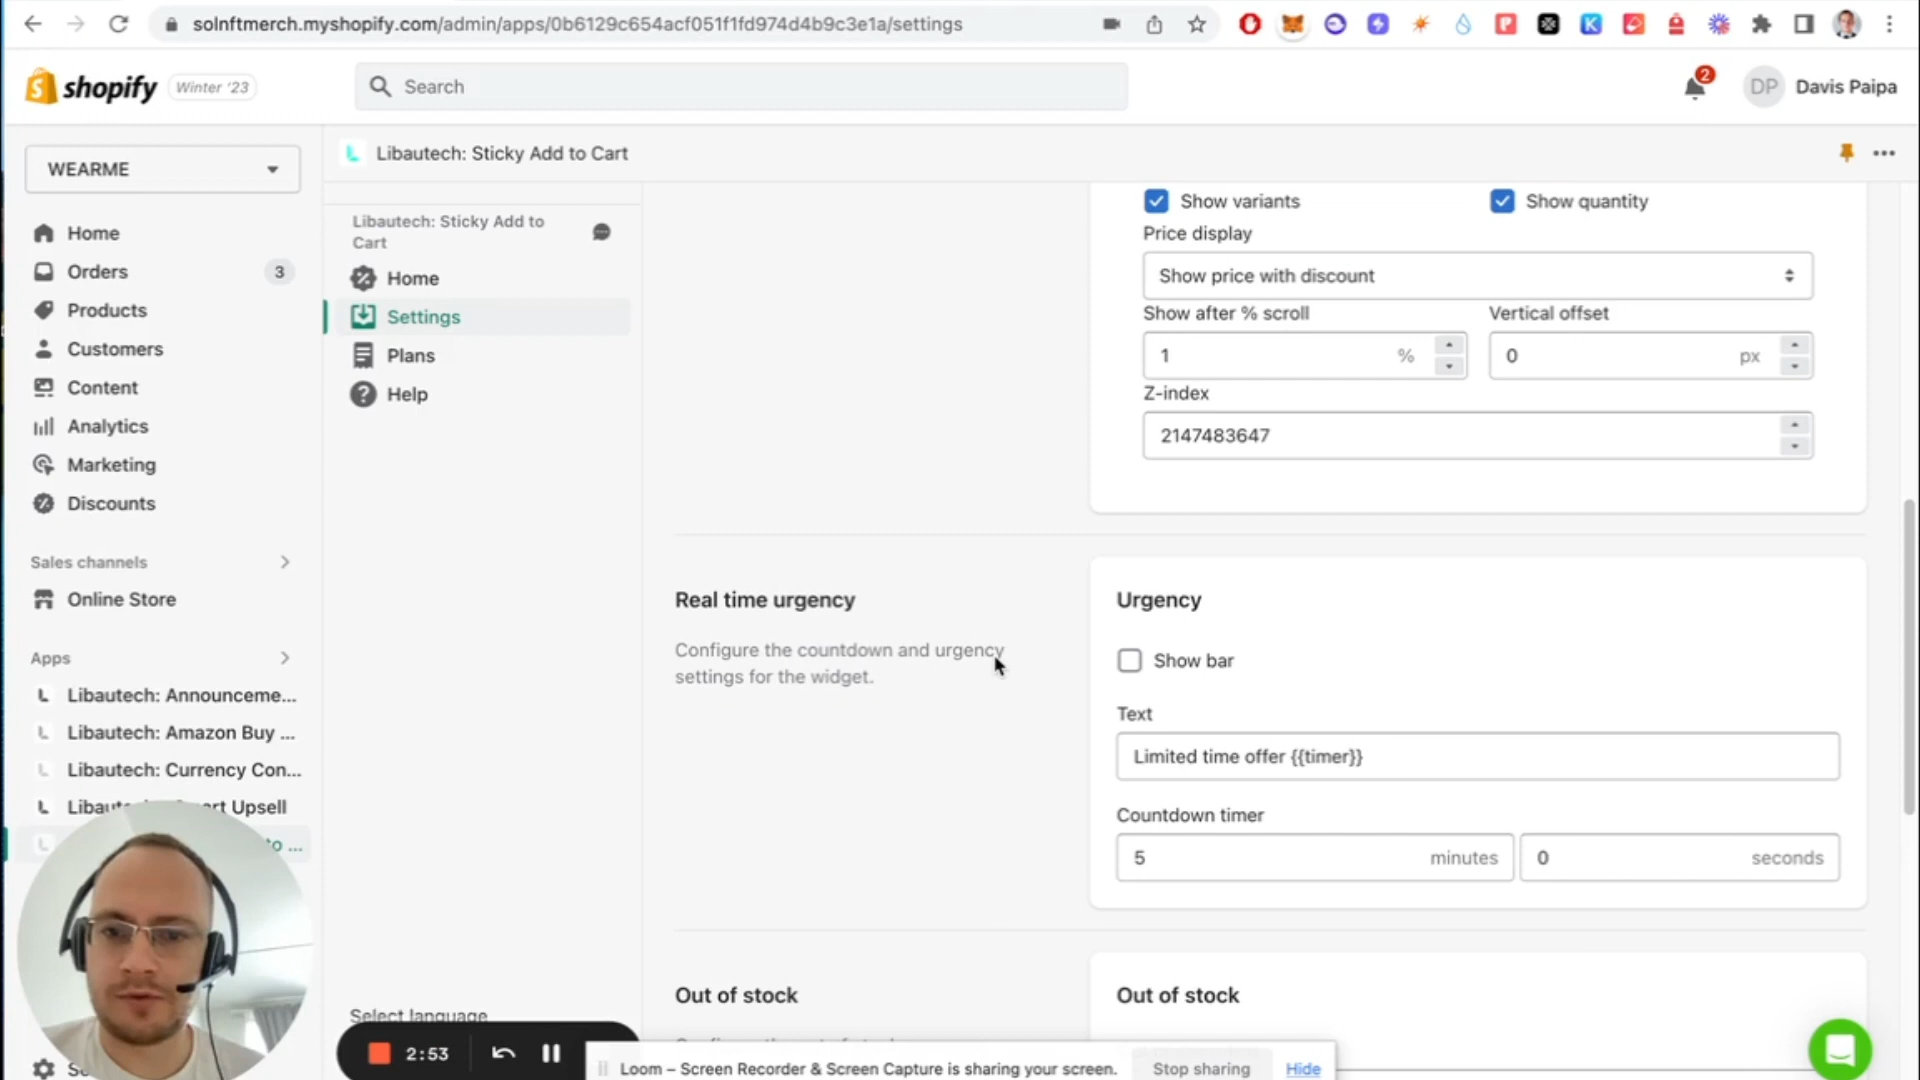 solnftmerch.myshopify.com/admin/apps/0b6129c654acf051f1fd974d4b9c3e1a/settings
shopify
Winter '23
Search
2
DP
Davis Paipa
WEARME
Libautech: Sticky Add to Cart
Home
Orders
3
Products
Customers
Content
Analytics
Marketing
Discounts
Sales channels
Online Store
Apps
Libautech: Announceme...
Libautech: Amazon Buy ...
Libautech: Currency Con...
Upsell
to ...
Libautech: Sticky Add to
Cart
Home
Settings
Plans
Help
Select language
Show variants
Show quantity
Price display
Show price with discount
Show after % scroll
Vertical offset
1 %
0 px
Z-index
2147483647
Real time urgency
Configure the countdown and urgency
settings for the widget.
Urgency
Show bar
Text
Limited time offer {{timer}}
Countdown timer
5 minutes
0 seconds
Out of stock
Out of stock
2:53
Loom – Screen Recorder & Screen Capture is sharing your screen.
Stop sharing
Hide